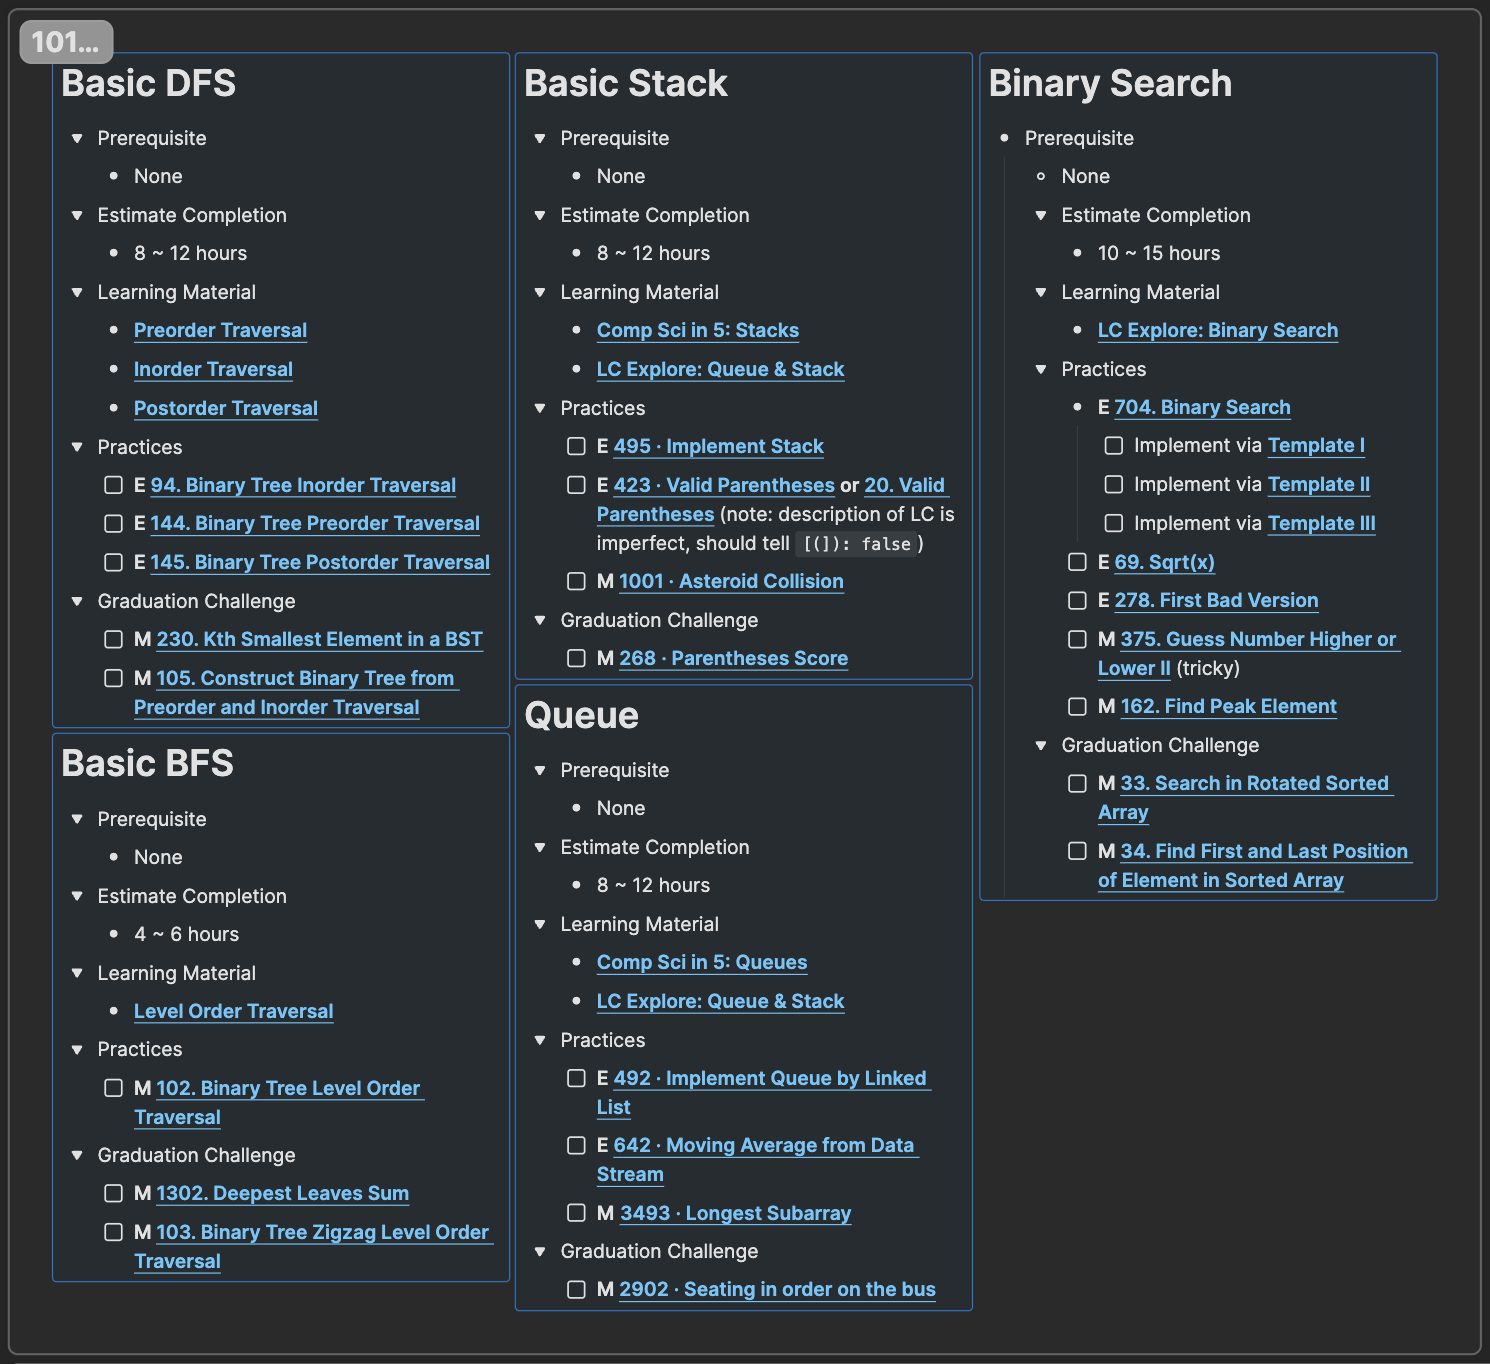 101...
Basic DFS
Prerequisite
None
Estimate Completion
8 ~ 12 hours
Learning Material
Preorder Traversal
Inorder Traversal
Postorder Traversal
Practices
E 94. Binary Tree Inorder Traversal
E 144. Binary Tree Preorder Traversal
E 145. Binary Tree Postorder Traversal
Graduation Challenge
M 230. Kth Smallest Element in a BST
M 105. Construct Binary Tree from
Preorder and Inorder Traversal
Basic BFS
Prerequisite
None
Estimate Completion
4 ~ 6 hours
Learning Material
Level Order Traversal
Practices
M 102. Binary Tree Level Order
Traversal
Graduation Challenge
M 1302. Deepest Leaves Sum
M 103. Binary Tree Zigzag Level Order
Traversal
Basic Stack
Prerequisite
None
Estimate Completion
8 ~ 12 hours
Learning Material
Comp Sci in 5: Stacks
LC Explore: Queue & Stack
Practices
E 495 · Implement Stack
E 423 · Valid Parentheses or 20. Valid
Parentheses (note: description of LC is
imperfect, should tell [(]): false)
M 1001 · Asteroid Collision
Graduation Challenge
M 268 · Parentheses Score
Queue
Prerequisite
None
Estimate Completion
8 ~ 12 hours
Learning Material
Comp Sci in 5: Queues
LC Explore: Queue & Stack
Practices
E 492 · Implement Queue by Linked
List
E 642 · Moving Average from Data
Stream
M 3493 · Longest Subarray
Graduation Challenge
M 2902 · Seating in order on the bus
Binary Search
Prerequisite
None
Estimate Completion
10 ~ 15 hours
Learning Material
LC Explore: Binary Search
Practices
E 704. Binary Search
Implement via Template I
Implement via Template II
Implement via Template III
E 69. Sqrt(x)
E 278. First Bad Version
M 375. Guess Number Higher or
Lower II (tricky)
M 162. Find Peak Element
Graduation Challenge
M 33. Search in Rotated Sorted
Array
M 34. Find First and Last Position
of Element in Sorted Array